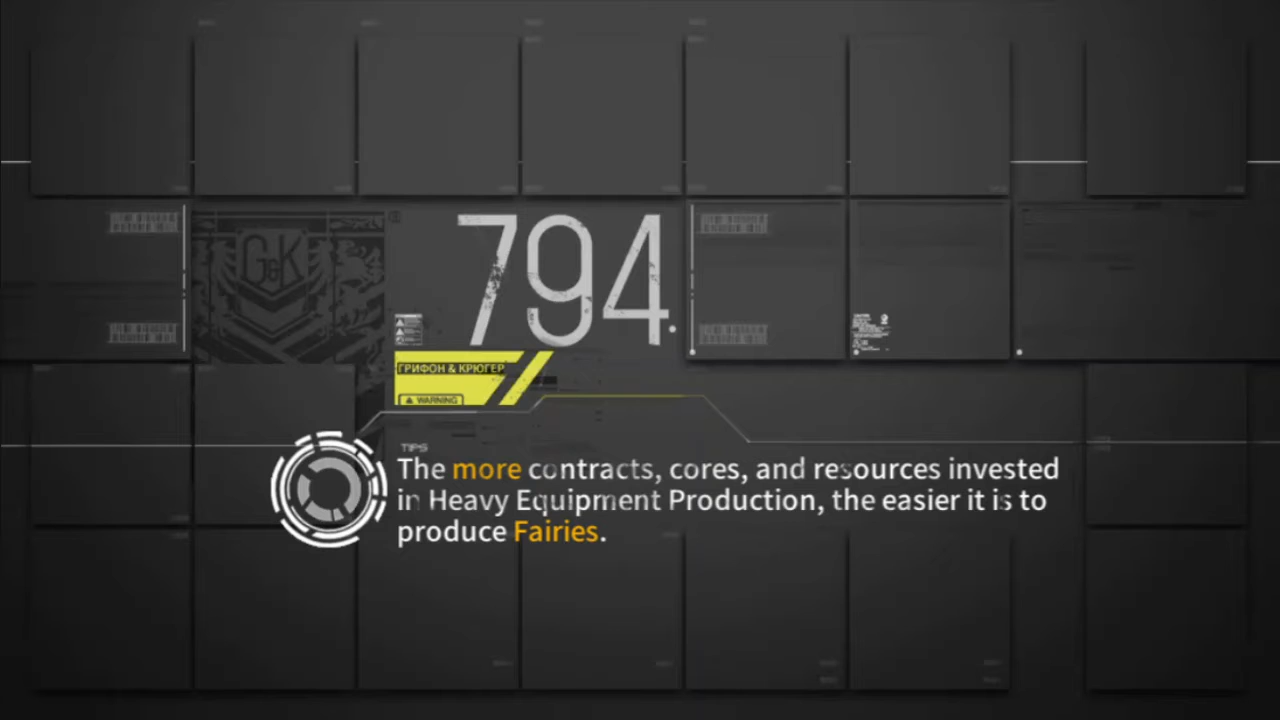 G&K
794.
ГРИФОН & КРЮГЕР
WARNING
TIPS
The more contracts, cores, and resources invested
in Heavy Equipment Production, the easier it is to
produce Fairies.